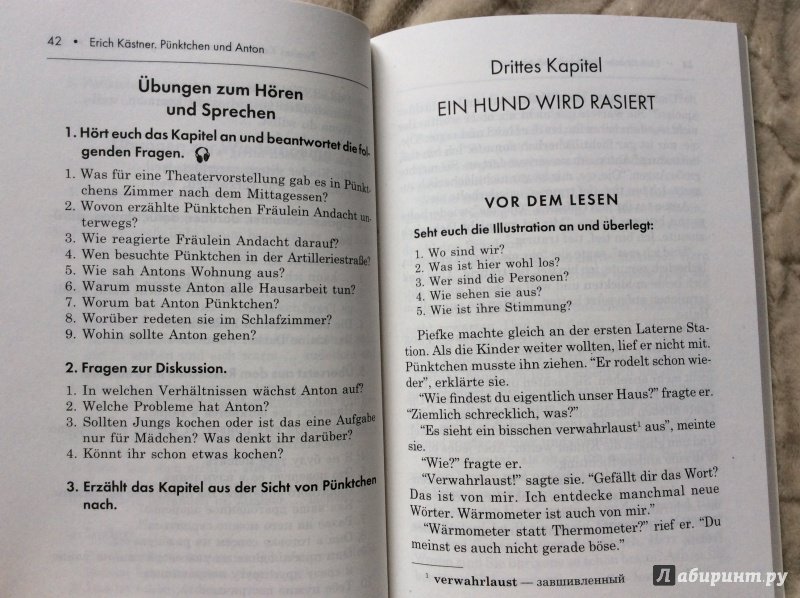 42 • Erich Kästner. Pünktchen und Anton
Übungen zum Hören
und Sprechen
1. Hört euch das Kapitel an und beantwortet die fol-
genden Fragen.
1. Was für eine Theatervorstellung gab es in Pünkt-
chens Zimmer nach dem Mittagessen?
2. Wovon erzählte Pünktchen Fräulein Andacht un-
terwegs?
3. Wie reagierte Fräulein Andacht darauf?
4. Wen besuchte Pünktchen in der Artilleriestraße?
5. Wie sah Antons Wohnung aus?
6. Warum musste Anton alle Hausarbeit tun?
7. Worum bat Anton Pünktchen?
8. Worüber redeten sie im Schlafzimmer?
9. Wohin sollte Anton gehen?
2. Fragen zur Diskussion.
1. In welchen Verhältnissen wächst Anton auf?
2. Welche Probleme hat Anton?
3. Sollten Jungs kochen oder ist das eine Aufgabe
nur für Mädchen? Was denkt ihr darüber?
4. Könnt ihr schon etwas kochen?
3. Erzählt das Kapitel aus der Sicht von Pünktchen
nach.
Drittes Kapitel
EIN HUND WIRD RASIERT
VOR DEM LESEN
Seht euch die Illustration an und überlegt:
1. Wo sind wir?
2. Was ist hier wohl los?
3. Wer sind die Personen?
4. Wie sehen sie aus?
5. Wie ist ihre Stimmung?
Piefke machte gleich an der ersten Laterne Sta-
tion. Als die Kinder weiter wollten, lief er nicht mit.
Pünktchen musste ihn ziehen. “Er rodelt schon wie-
der”, erklärte sie.
“Wie findest du eigentlich unser Haus?” fragte er.
“Ziemlich schrecklich, was?”
“Es sieht ein bisschen verwahrlaust¹ aus”, meinte
sie.
“Wie?” fragte er.
“Verwahrlaust!” sagte sie. “Gefällt dir das Wort?
Das ist von mir. Ich entdecke manchmal neue
Wörter. Wärmometer ist auch von mir.”
“Wärmometer statt Thermometer?” rief er. “Du
meinst es auch nicht gerade böse.”
¹ verwahrlaust — завшивленный
Лабиринт.ру